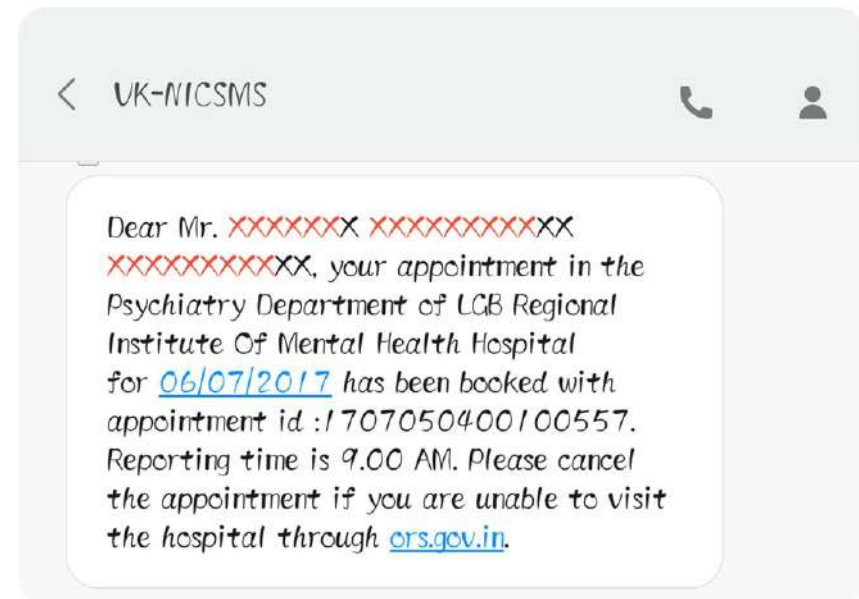 VK-NICSMS
Dear Mr. XXXXXXX XXXXXXXXXXX
XXXXXXXXXXX, your appointment in the
Psychiatry Department of LGB Regional
Institute Of Mental Health Hospital
for 06/07/2017 has been booked with
appointment id :1707050400100557.
Reporting time is 9.00 AM. Please cancel
the appointment if you are unable to visit
the hospital through ors.gov.in.